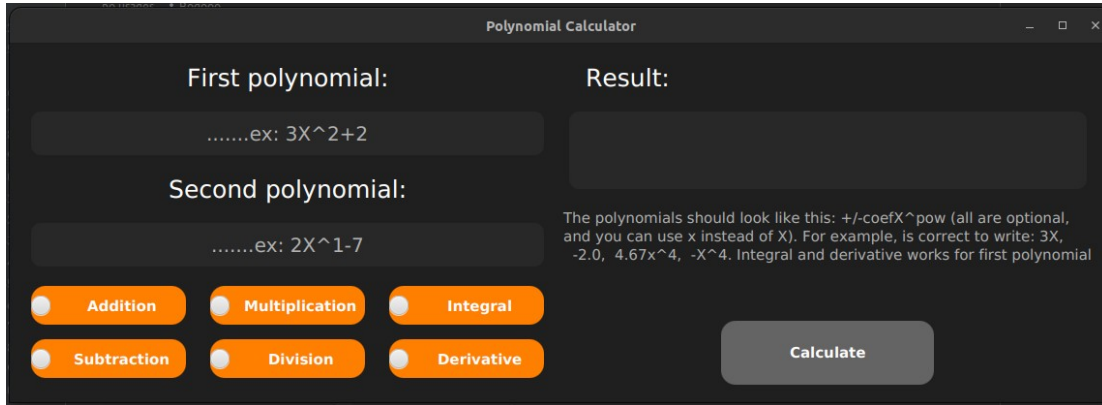 Polynomial Calculator
First polynomial:
.......ex: 3X^2+2
Second polynomial:
.......ex: 2X^1-7
Addition
Multiplication
Integral
Subtraction
Division
Derivative
Result:
The polynomials should look like this: +/-coefX^pow (all are optional,
and you can use x instead of X). For example, is correct to write: 3X,
-2.0, 4.67x^4, -X^4. Integral and derivative works for first polynomial
Calculate